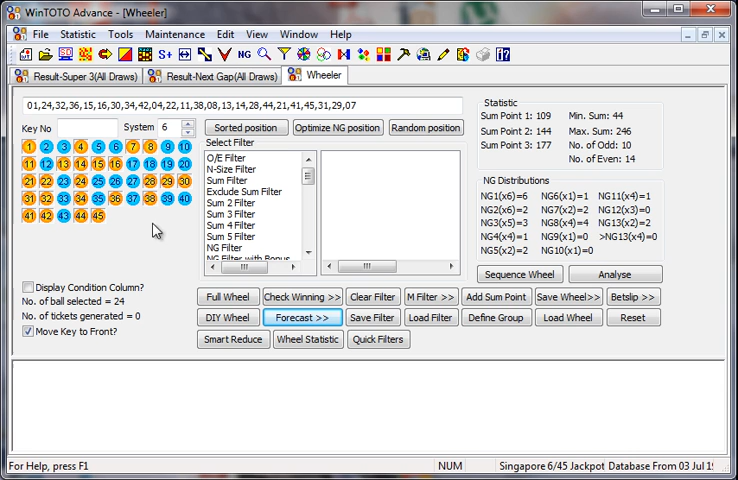 WinTOTO Advance - [Wheeler]
File Statistic Tools Maintenance Edit View Window Help
SD S+ NG
Result-Super 3(All Draws) Result-Next Gap(All Draws) Wheeler
01,24,32,36,15,16,30,34,42,04,22,11,38,08,13,14,28,44,21,41,45,31,29,07
Key No System 6
Sorted position Optimize NG position Random position
1 2 3 4 5 6 7 8 9 10
11 12 13 14 15 16 17 18 19 20
21 22 23 24 25 26 27 28 29 30
31 32 33 34 35 36 37 38 39 40
41 42 43 44 45
Select Filter
O/E Filter
N-Size Filter
Sum Filter
Exclude Sum Filter
Sum 2 Filter
Sum 3 Filter
Sum 4 Filter
Sum 5 Filter
NG Filter
NG Filter with Bonus
Statistic
Sum Point 1: 109 Min. Sum: 44
Sum Point 2: 144 Max. Sum: 246
Sum Point 3: 177 No. of Odd: 10
No. of Even: 14
NG Distributions
NG1(x6)=6 NG6(x1)=1 NG11(x4)=1
NG2(x6)=2 NG7(x2)=2 NG12(x3)=0
NG3(x5)=3 NG8(x4)=4 NG13(x2)=2
NG4(x4)=1 NG9(x1)=0 >NG13(x4)=0
NG5(x2)=2 NG10(x1)=0
Sequence Wheel Analyse
Display Condition Column?
No. of ball selected = 24
No. of tickets generated = 0
Move Key to Front?
Full Wheel Check Winning >> Clear Filter M Filter >> Add Sum Point Save Wheel>> Betslip >>
DIY Wheel Forecast >> Save Filter Load Filter Define Group Load Wheel Reset
Smart Reduce Wheel Statistic Quick Filters
For Help, press F1 NUM Singapore 6/45 Jackpot Database From 03 Jul 1